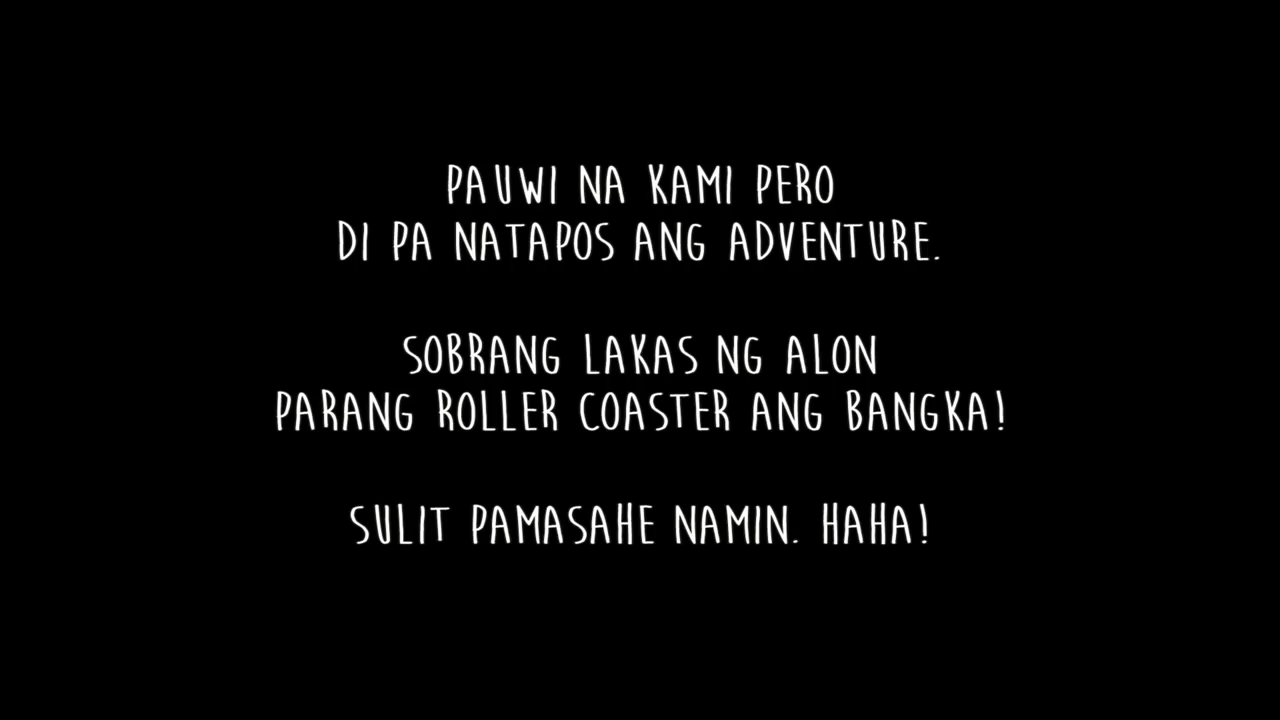 PAUWI NA KAMI PERO
DI PA NATAPOS ANG ADVENTURE.
SOBRANG LAKAS NG ALON
PARANG ROLLER COASTER ANG BANGKA!
SULIT PAMASAHE NAMIN. HAHA!